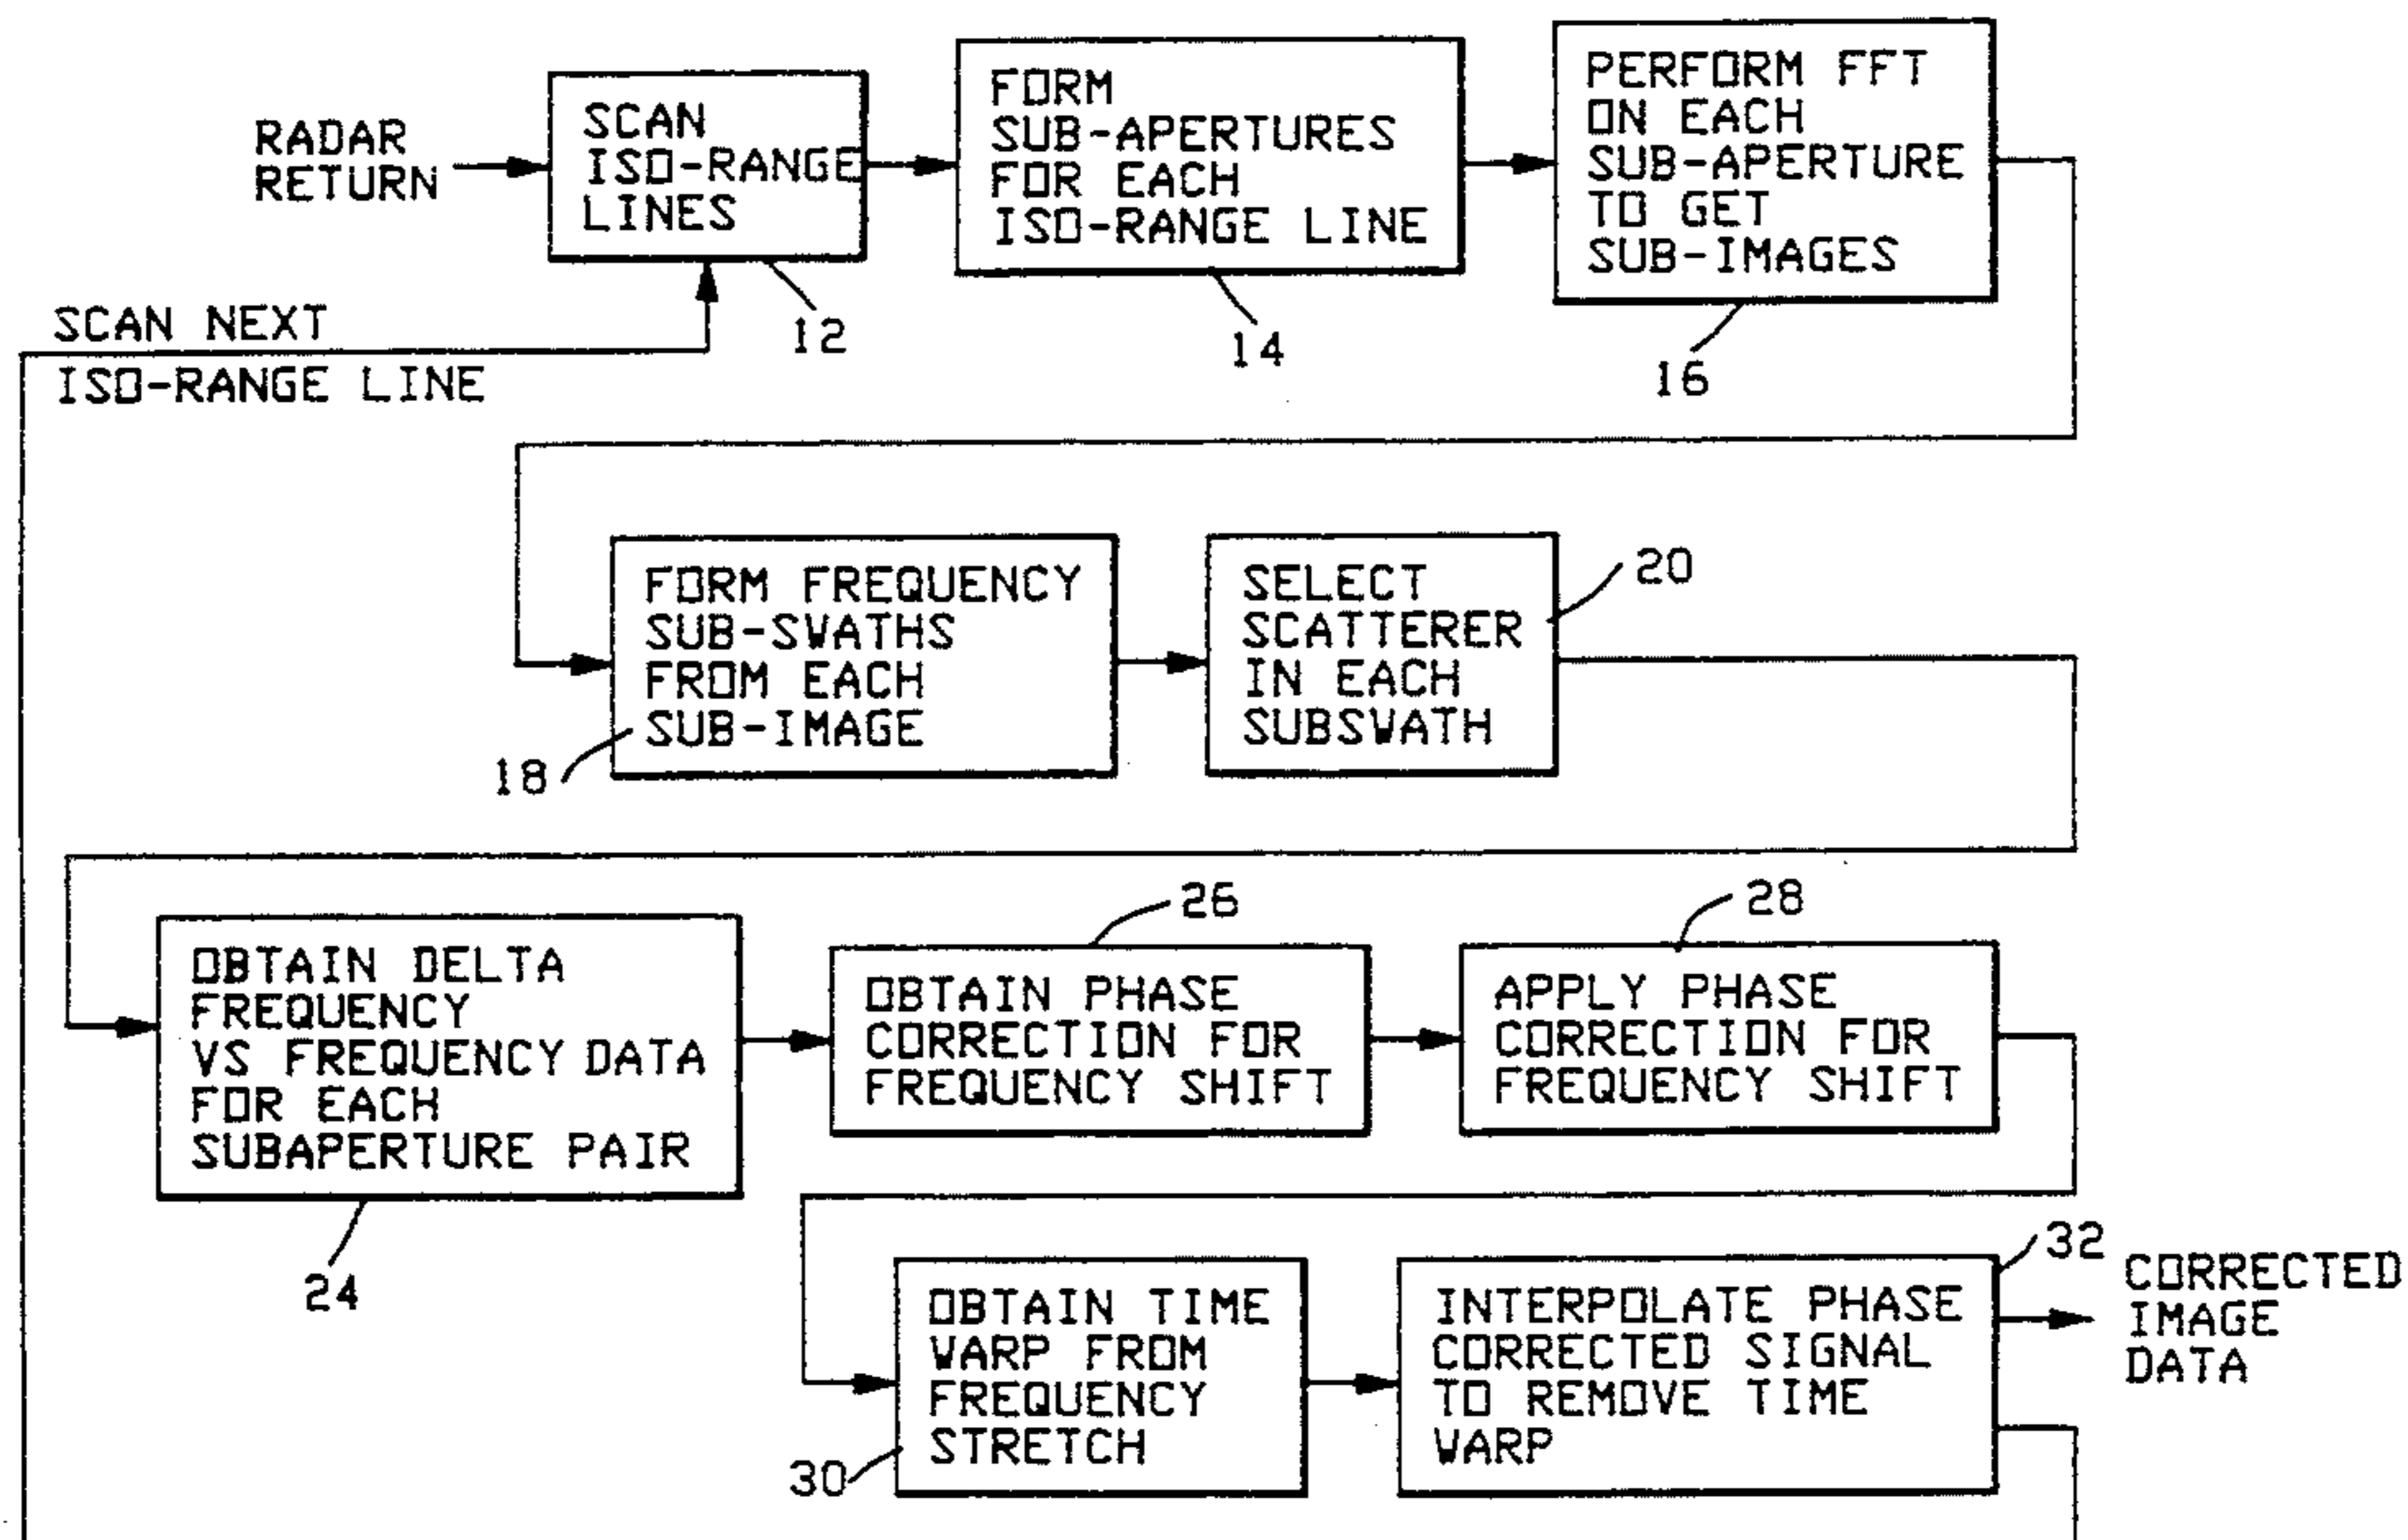 RADAR
RETURN
SCAN
ISO-RANGE
LINES
12
FORM
SUB-APERTURES
FOR EACH
ISO-RANGE LINE
14
PERFORM FFT
ON EACH
SUB-APERTURE
TO GET
SUB-IMAGES
16
SCAN NEXT
ISO-RANGE LINE
FORM FREQUENCY
SUB-SWATHS
FROM EACH
SUB-IMAGE
18
SELECT
SCATTERER
IN EACH
SUBSWATH
20
OBTAIN DELTA
FREQUENCY
VS FREQUENCY DATA
FOR EACH
SUBAPERTURE PAIR
24
26
OBTAIN PHASE
CORRECTION FOR
FREQUENCY SHIFT
28
APPLY PHASE
CORRECTION FOR
FREQUENCY SHIFT
OBTAIN TIME
WARP FROM
FREQUENCY
STRETCH
30
INTERPOLATE PHASE
CORRECTED SIGNAL
TO REMOVE TIME
WARP
32
CORRECTED
IMAGE
DATA